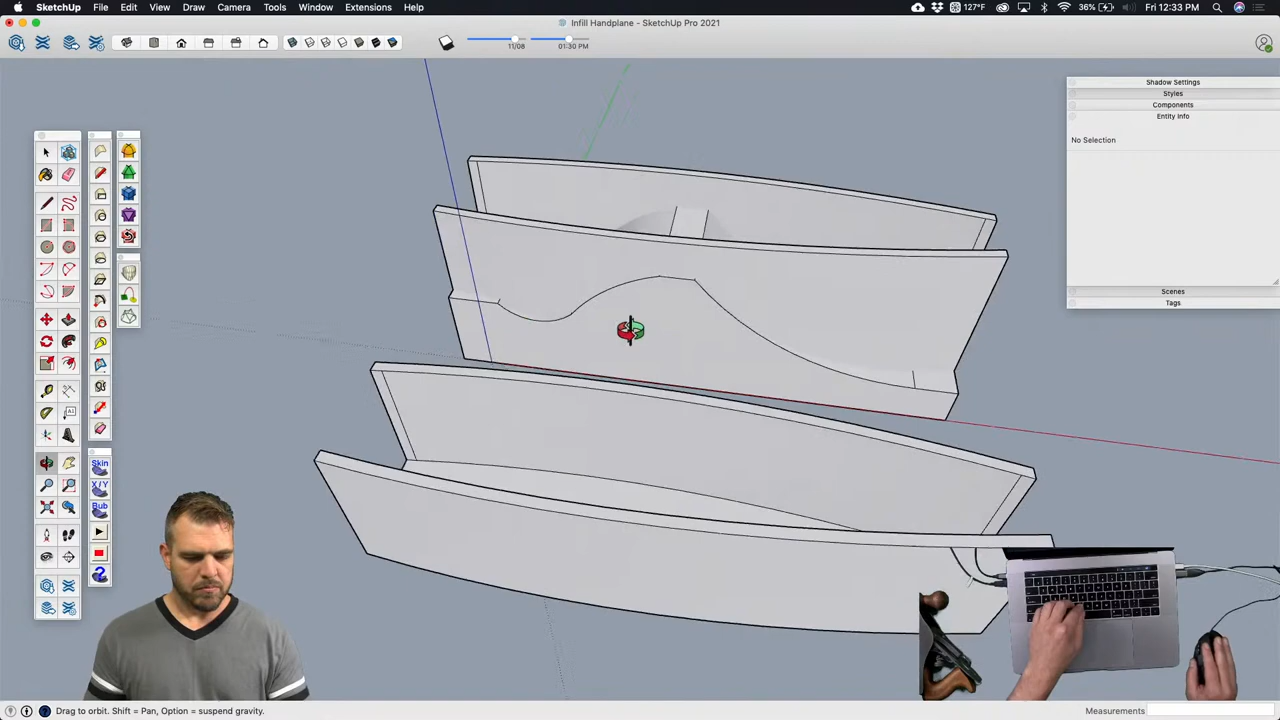 SketchUp File Edit View Draw Camera Tools Window Extensions Help 127°F 36% Fri 12:33 PM
Infill Handplane - SketchUp Pro 2021
11/08 01:30 PM
Shadow Settings
Styles
Components
Entity Info
No Selection
Scenes
Tags
A1
Skin
X/Y
Bub
Drag to orbit. Shift = Pan, Option = suspend gravity.
Measurements